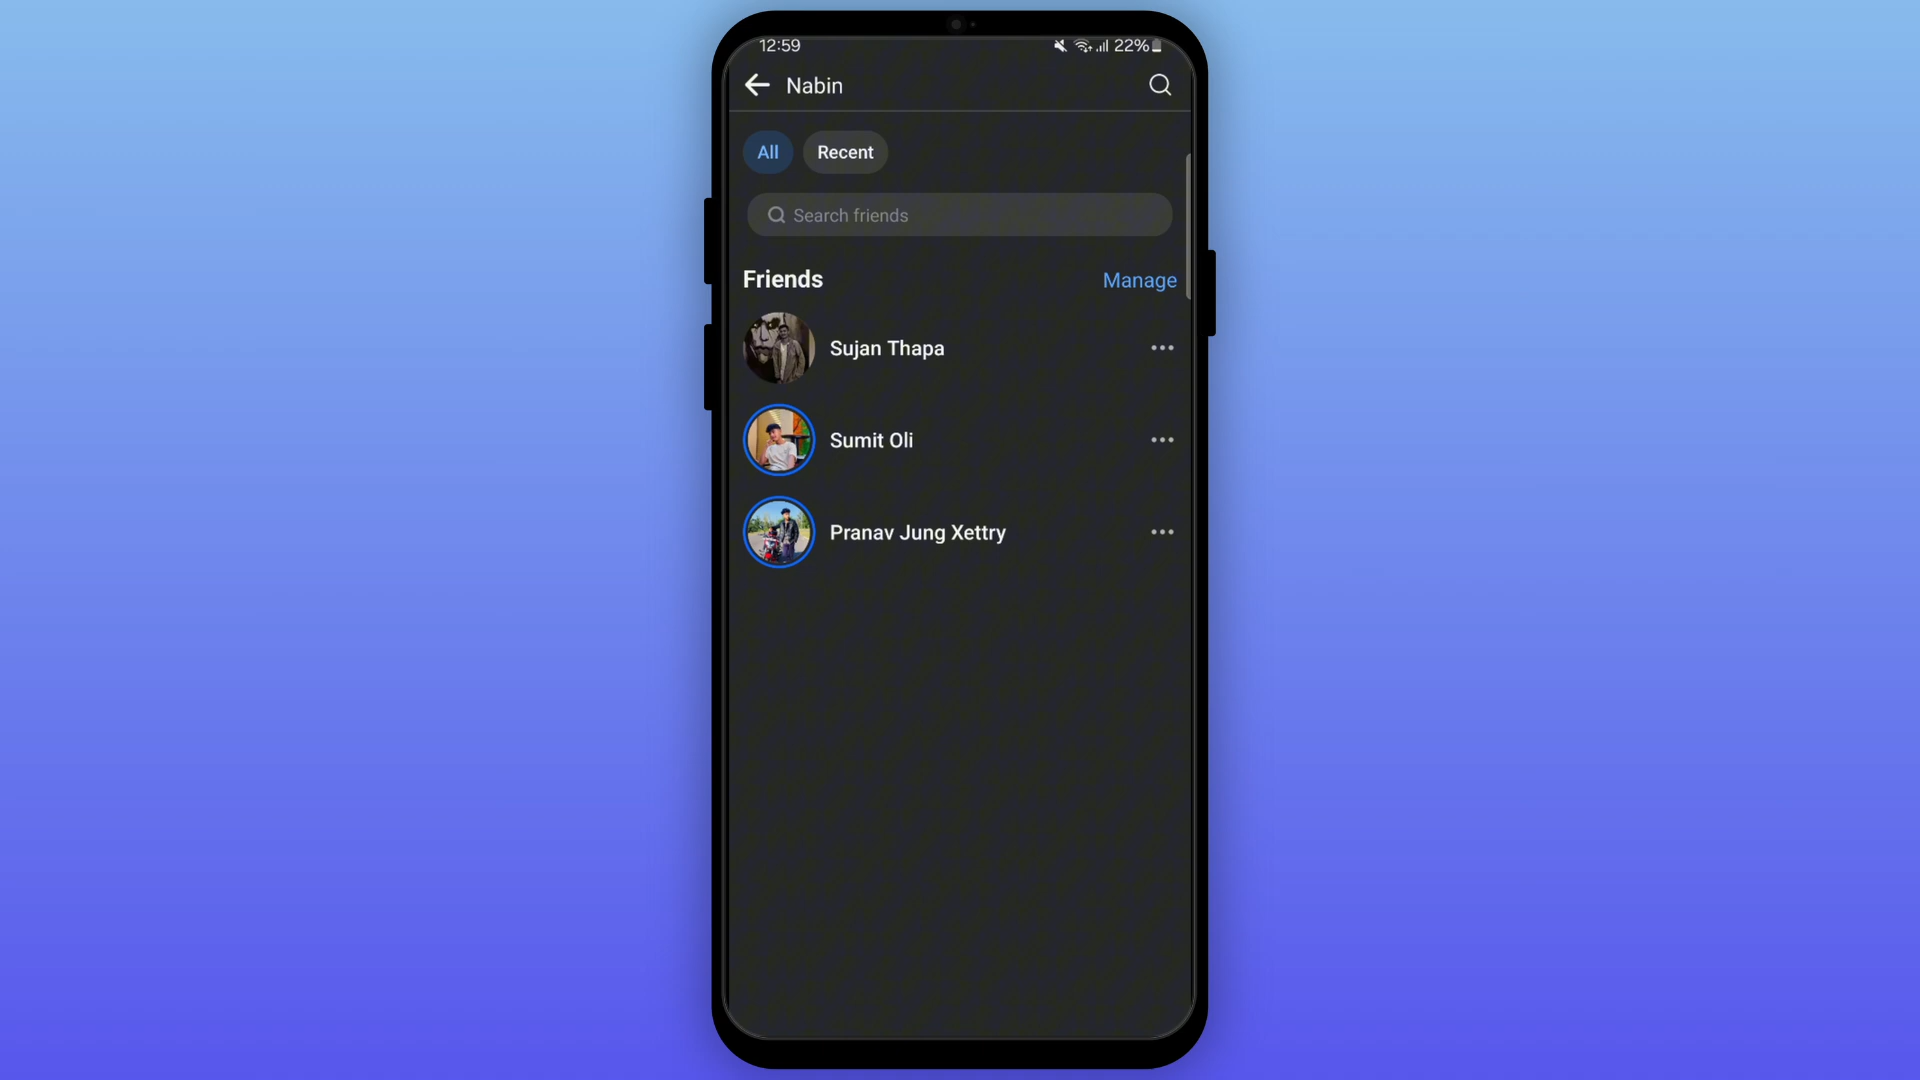 12:59 22%
Nabin
All Recent
Search friends
Friends Manage
Sujan Thapa
Sumit Oli
Pranav Jung Xettry